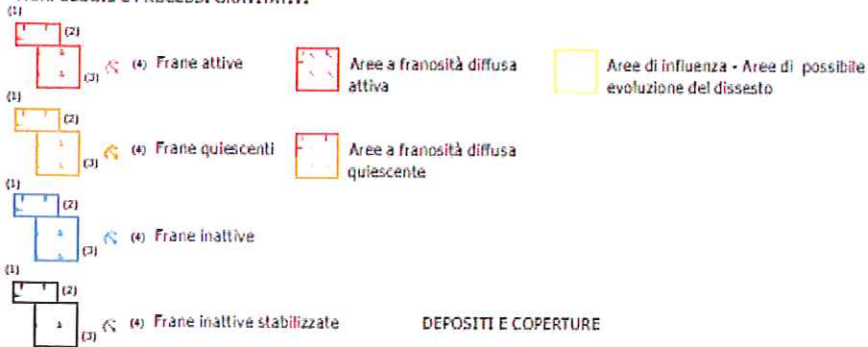 (1)
(2)
(3) (4) Frane attive
Aree a franosità diffusa
attiva
Aree di influenza - Aree di possibile
evoluzione del dissesto
(1)
(2)
(3) (4) Frane quiescenti
Aree a franosità diffusa
quiescente
(1)
(2)
(3) (4) Frane inattive
(1)
(2)
(3) (4) Frane inattive stabilizzate
DEPOSITI E COPERTURE